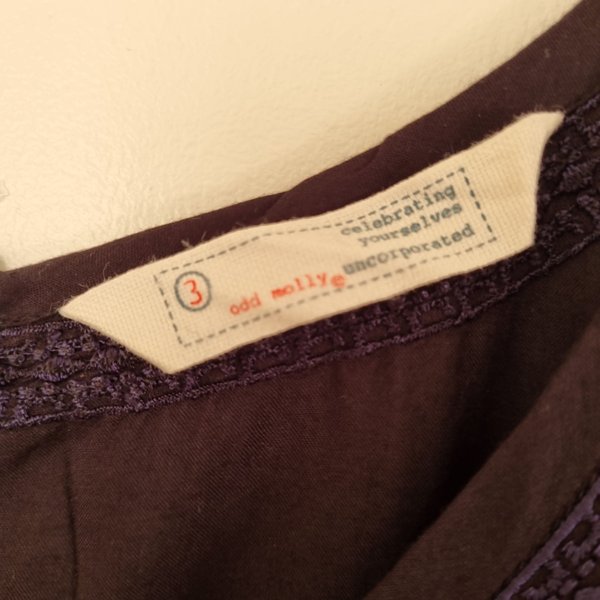 celebrating
yourselves
uncorporated
3
odd molly e